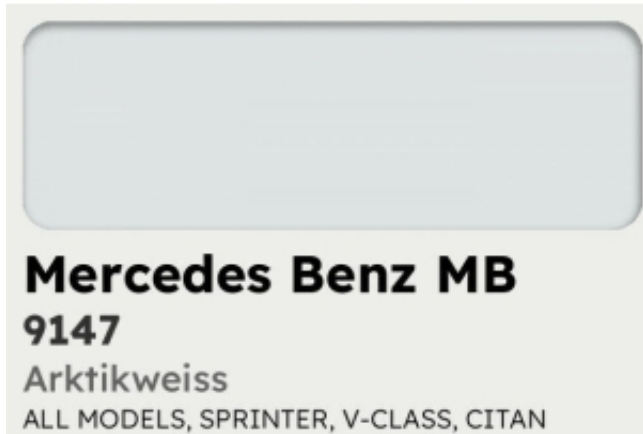 Mercedes Benz MB
9147
Arktikweiss
ALL MODELS, SPRINTER, V-CLASS, CITAN